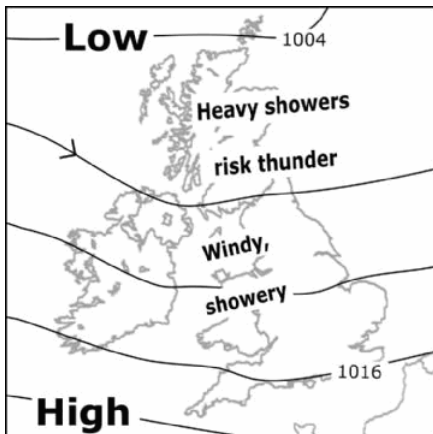 Low
1004
Heavy showers
risk thunder
Windy,
showery
1016
High